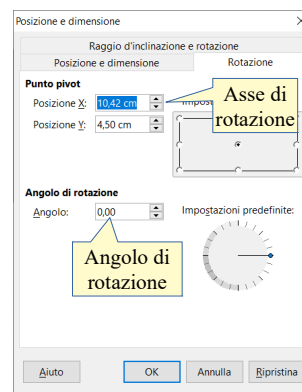 Posizione e dimensione
Raggio d'inclinazione e rotazione
Posizione e dimensione
Rotazione
Punto pivot
Posizione X: 10,42 cm
Asse di
rotazione
Posizione Y: 4,50 cm
Angolo di rotazione
Angolo: 0,00
Impostazioni predefinite:
Angolo di
rotazione
Aiuto
OK
Annulla
Ripristina